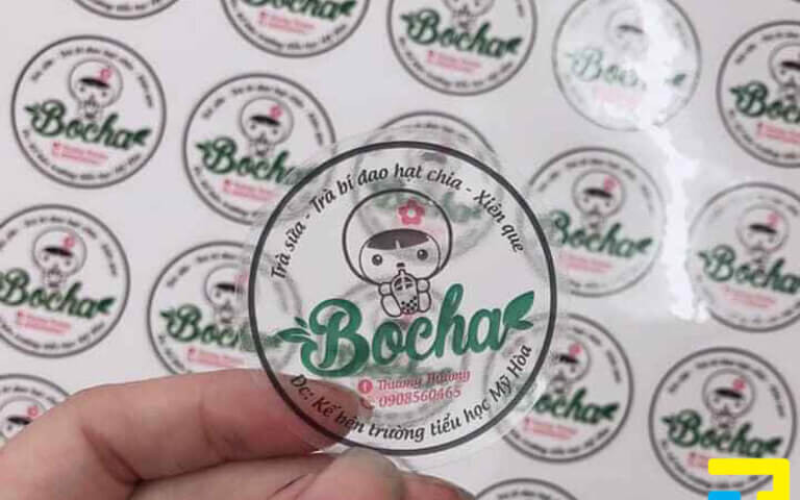 Trà sữa - Trà bí đao hạt chia - Xiên que
Bocha
Thương Thương
0908560465
Đc: Kế bên trường tiểu học Mỹ Hòa